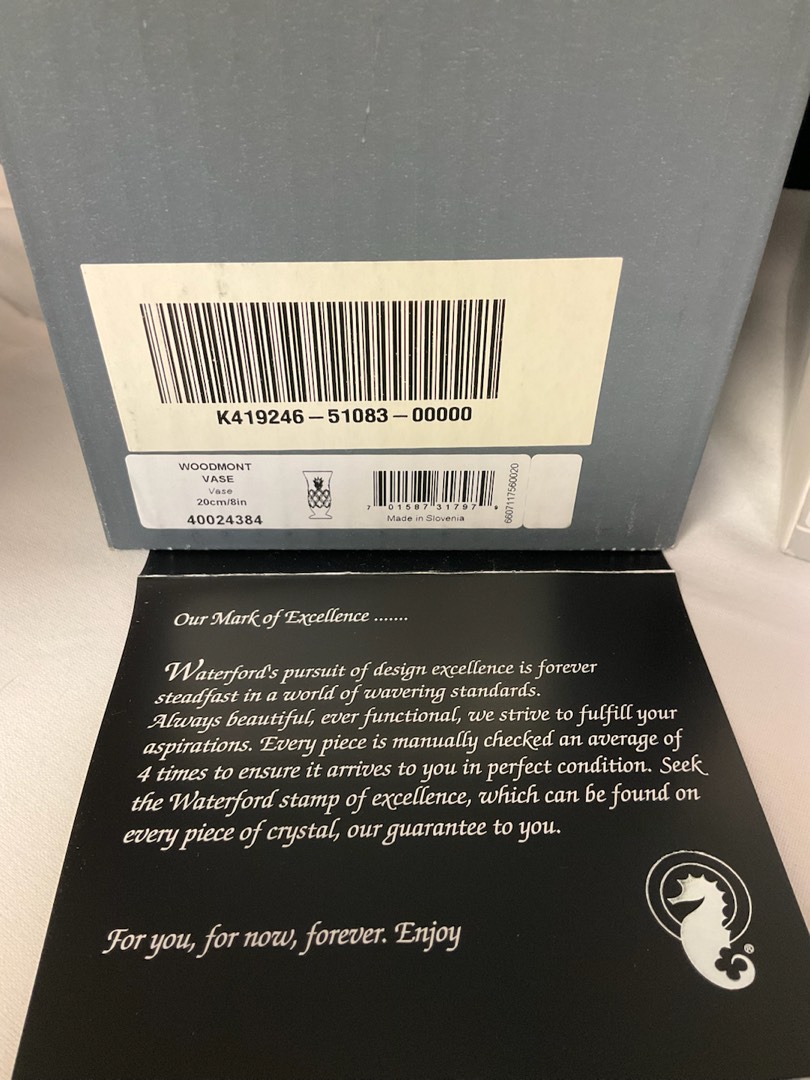 K419246-51083-00000
WOODMONT
VASE
Vase
20cm/8in
40024384
7 01587 31797 9
Made in Slovenia
6607117560020
Our Mark of Excellence .......
Waterford's pursuit of design excellence is forever
steadfast in a world of wavering standards.
Always beautiful, ever functional, we strive to fulfill your
aspirations. Every piece is manually checked an average of
4 times to ensure it arrives to you in perfect condition. Seek
the Waterford stamp of excellence, which can be found on
every piece of crystal, our guarantee to you.
For you, for now, forever. Enjoy
®